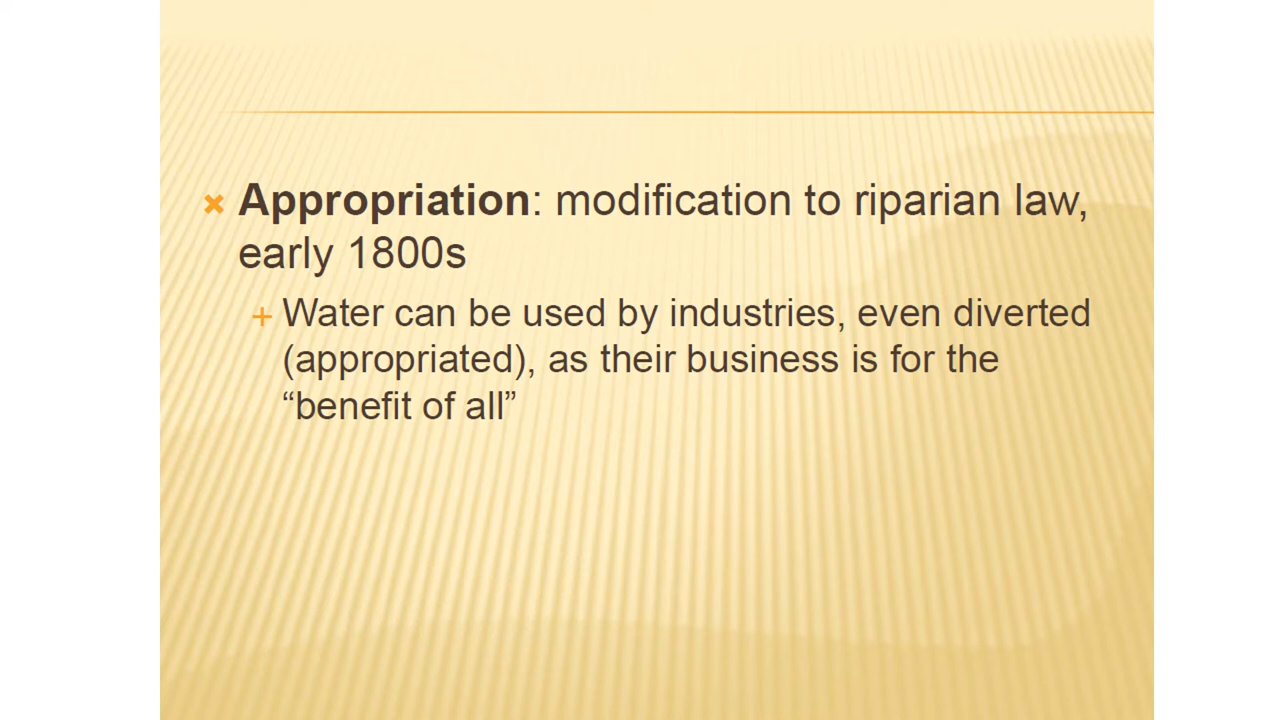 Appropriation: modification to riparian law,
early 1800s
Water can be used by industries, even diverted
(appropriated), as their business is for the
“benefit of all”